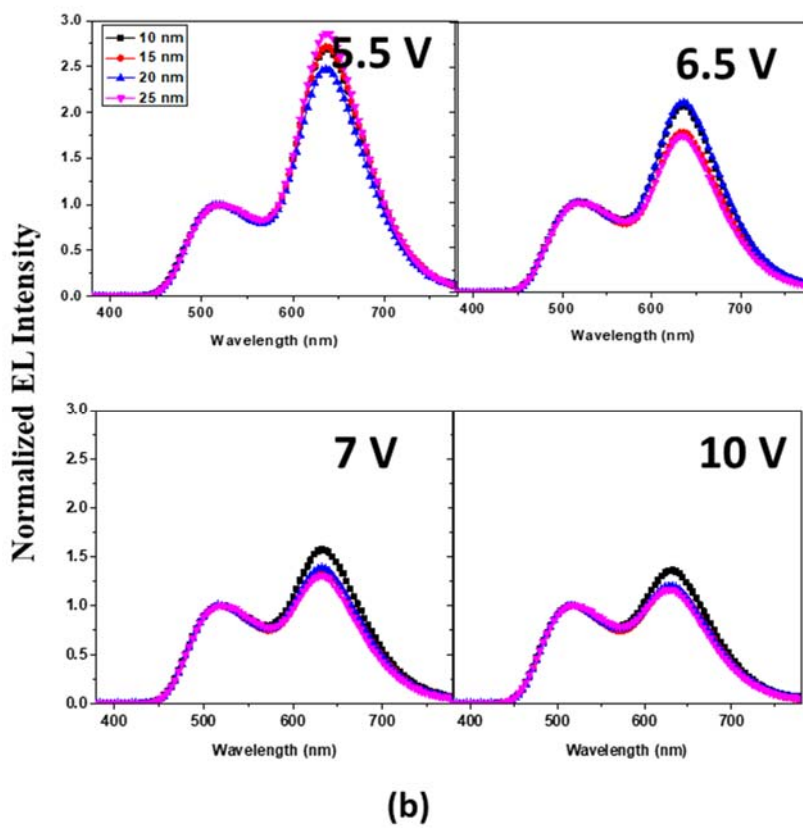 Normalized EL Intensity
3.0
2.5
2.0
1.5
1.0
0.5
0.0
10 nm
15 nm
20 nm
25 nm
5.5 V
400 500 600 700
Wavelength (nm)
6.5 V
400 500 600 700
Wavelength (nm)
3.0
2.5
2.0
1.5
1.0
0.5
0.0
7 V
400 500 600 700
Wavelength (nm)
10 V
400 500 600 700
Wavelength (nm)
(b)